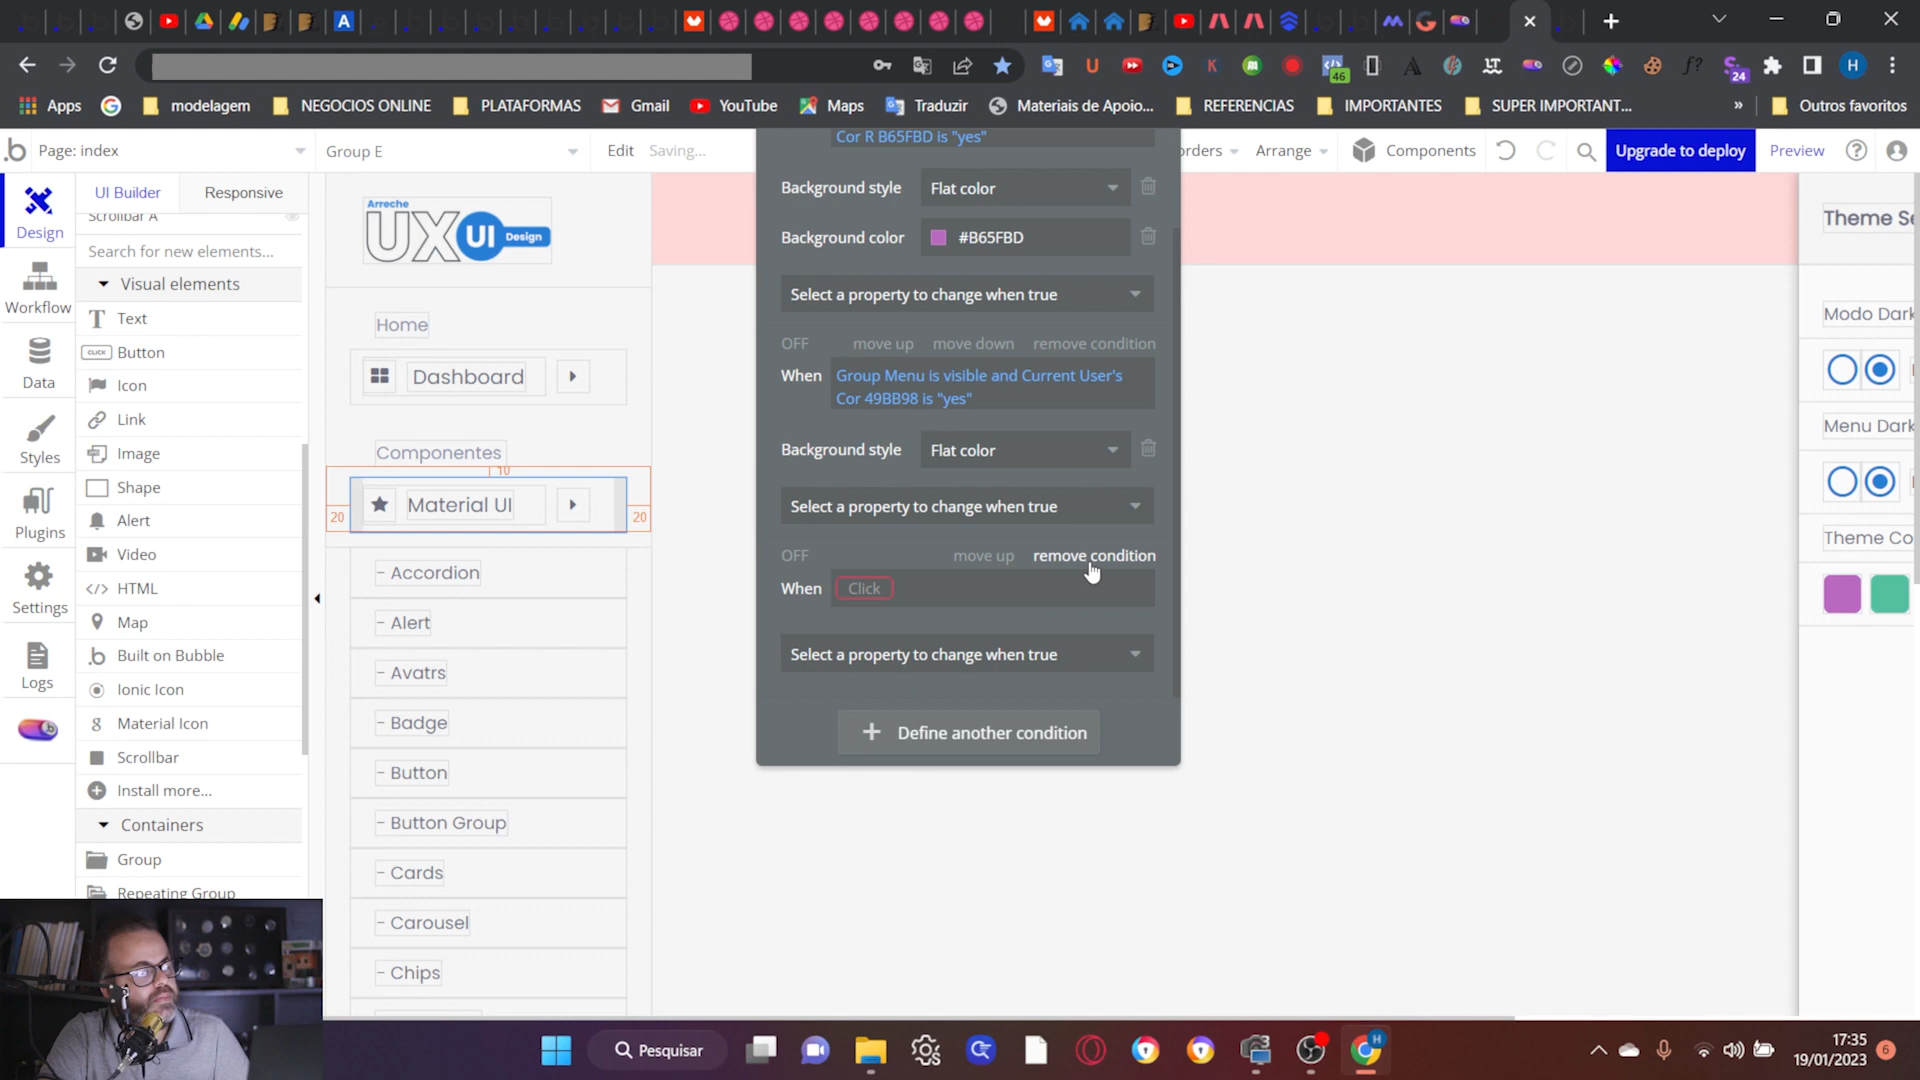 46
24
Apps
modelagem
NEGOCIOS ONLINE
PLATAFORMAS
Gmail
YouTube
Maps
Traduzir
Materiais de Apoio...
REFERENCIAS
IMPORTANTES
SUPER IMPORTANT...
»
Outros favoritos
Page: index
Group E
Edit
Saving...
Cor R B65FBD is "yes"
Arrange
Components
Upgrade to deploy
Preview
UI Builder
Responsive
Scrollbar A
Search for new elements...
Visual elements
Text
CLICK
Button
Icon
Link
Image
Shape
Alert
Video
HTML
Map
Built on Bubble
Ionic Icon
Material Icon
Scrollbar
Install more...
Containers
Group
Repeating Group
Design
Workflow
Data
Styles
Plugins
Settings
Logs
Arreche
UX UI Design
Home
Dashboard
Componentes
10
20
Material UI
20
- Accordion
- Alert
- Avatrs
- Badge
- Button
- Button Group
- Cards
- Carousel
- Chips
Background style
Flat color
Background color
#B65FBD
Select a property to change when true
OFF
move up
move down
remove condition
When
Group Menu is visible and Current User's
Cor 49BB98 is "yes"
Background style
Flat color
Select a property to change when true
OFF
move up
remove condition
When
Click
Select a property to change when true
+ Define another condition
Modo Dark
Menu Dark
Pesquisar
17:35
19/01/2023
6